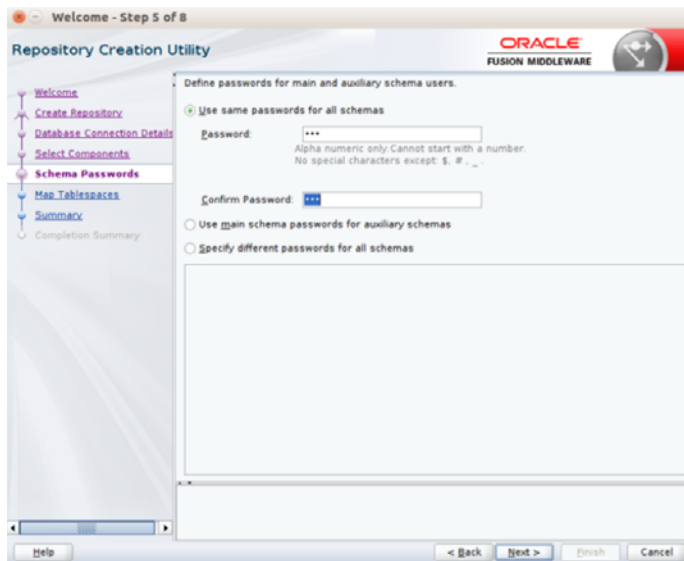 Welcome - Step 5 of 8
Repository Creation Utility
ORACLE
FUSION MIDDLEWARE
Welcome
Create Repository
Database Connection Details
Select Components
Schema Passwords
Map Tablespaces
Summary
Completion Summary
Define passwords for main and auxiliary schema users.
Use same passwords for all schemas
Password: •••
Alpha numeric only.Cannot start with a number.
No special characters except: $, # , _ .
Confirm Password: •••
Use main schema passwords for auxiliary schemas
Specify different passwords for all schemas
Help
< Back
Next >
Finish
Cancel